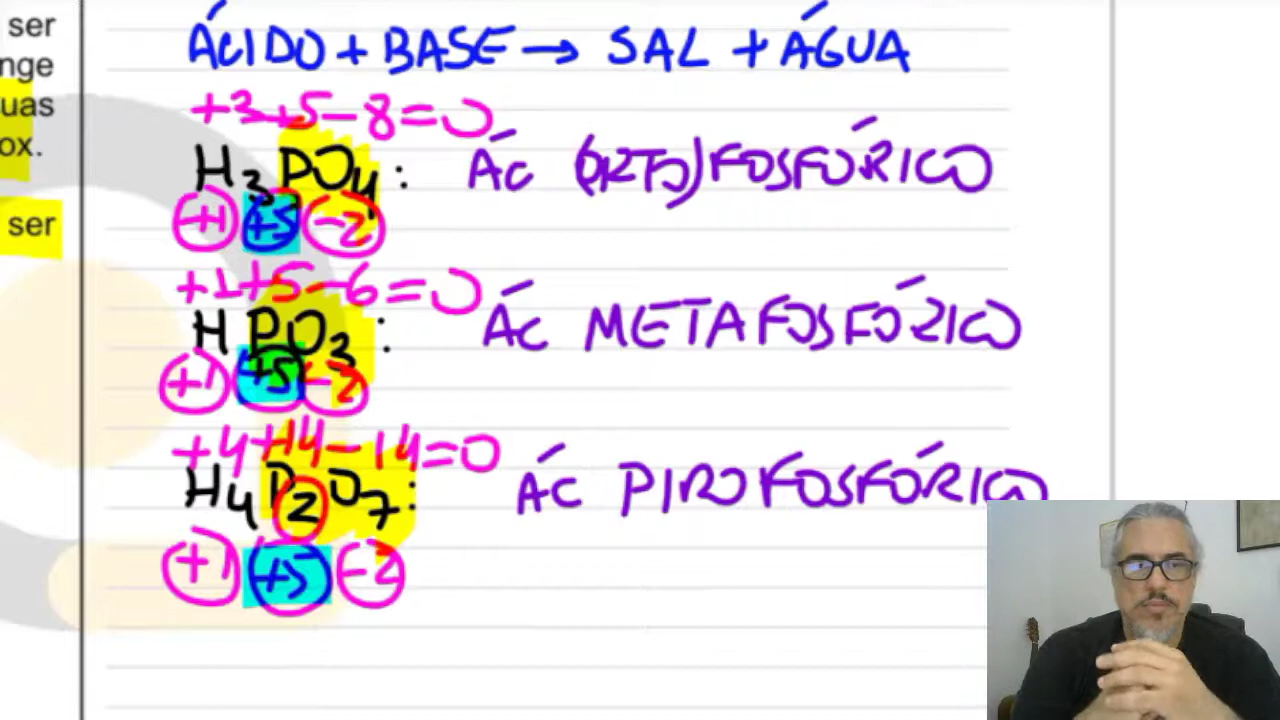 ser
nge
uas
ox.
ser
ÁCIDO + BASE → SAL + ÁGUA
+3+5-8=0
H3PO4: ÁC (ORTO)FOSFÓRICO
+1 +5 -2
+1+5-6=0
HPO3: ÁC METAFOSFÓRICO
+1 +5 -2
+4+14-14=0
H4P2O7: ÁC PIROFOSFÓRICO
+1 +5 -2